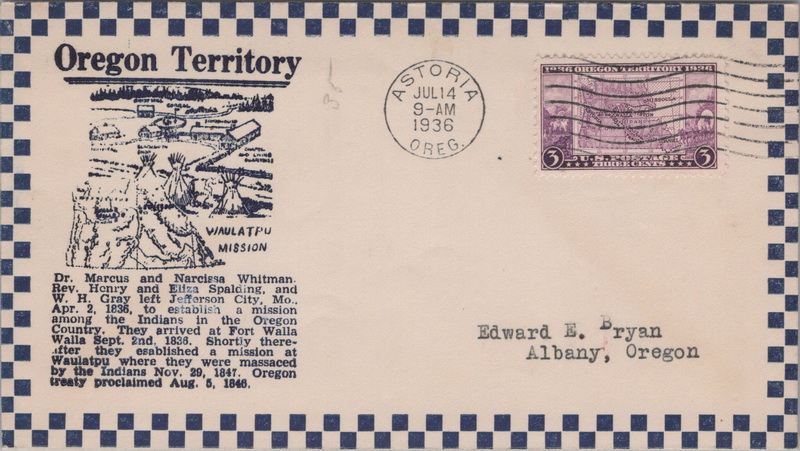 Oregon Territory
WAULATPU
MISSION
Dr. Marcus and Narcissa Whitman.
Rev. Henry and Eliza Spalding, and
W. H. Gray left Jefferson City, Mo.,
Apr. 2, 1836, to establish a mission
among the Indians in the Oregon
Country. They arrived at Fort Walla
Walla Sept. 2nd, 1836. Shortly there-
after they esablished a mission at
Waulatpu where they were massaced
by the Indians Nov. 29, 1847. Oregon
treaty proclaimed Aug. 5, 1846.
ASTORIA
JUL 14
9-AM
1936
OREG.
1936 OREGON TERRITORY 1936
3 U.S. POSTAGE 3
THREE CENTS
Edward E. Bryan
Albany, Oregon